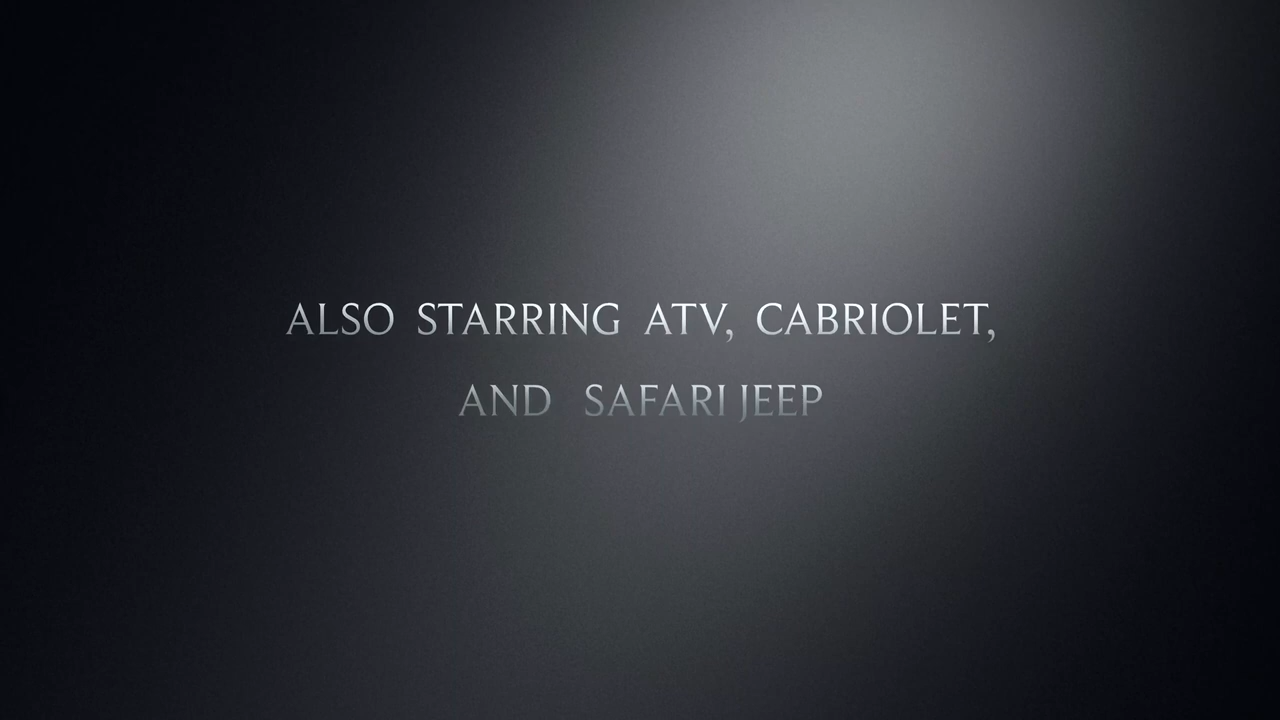 ALSO STARRING ATV, CABRIOLET,
AND SAFARI JEEP